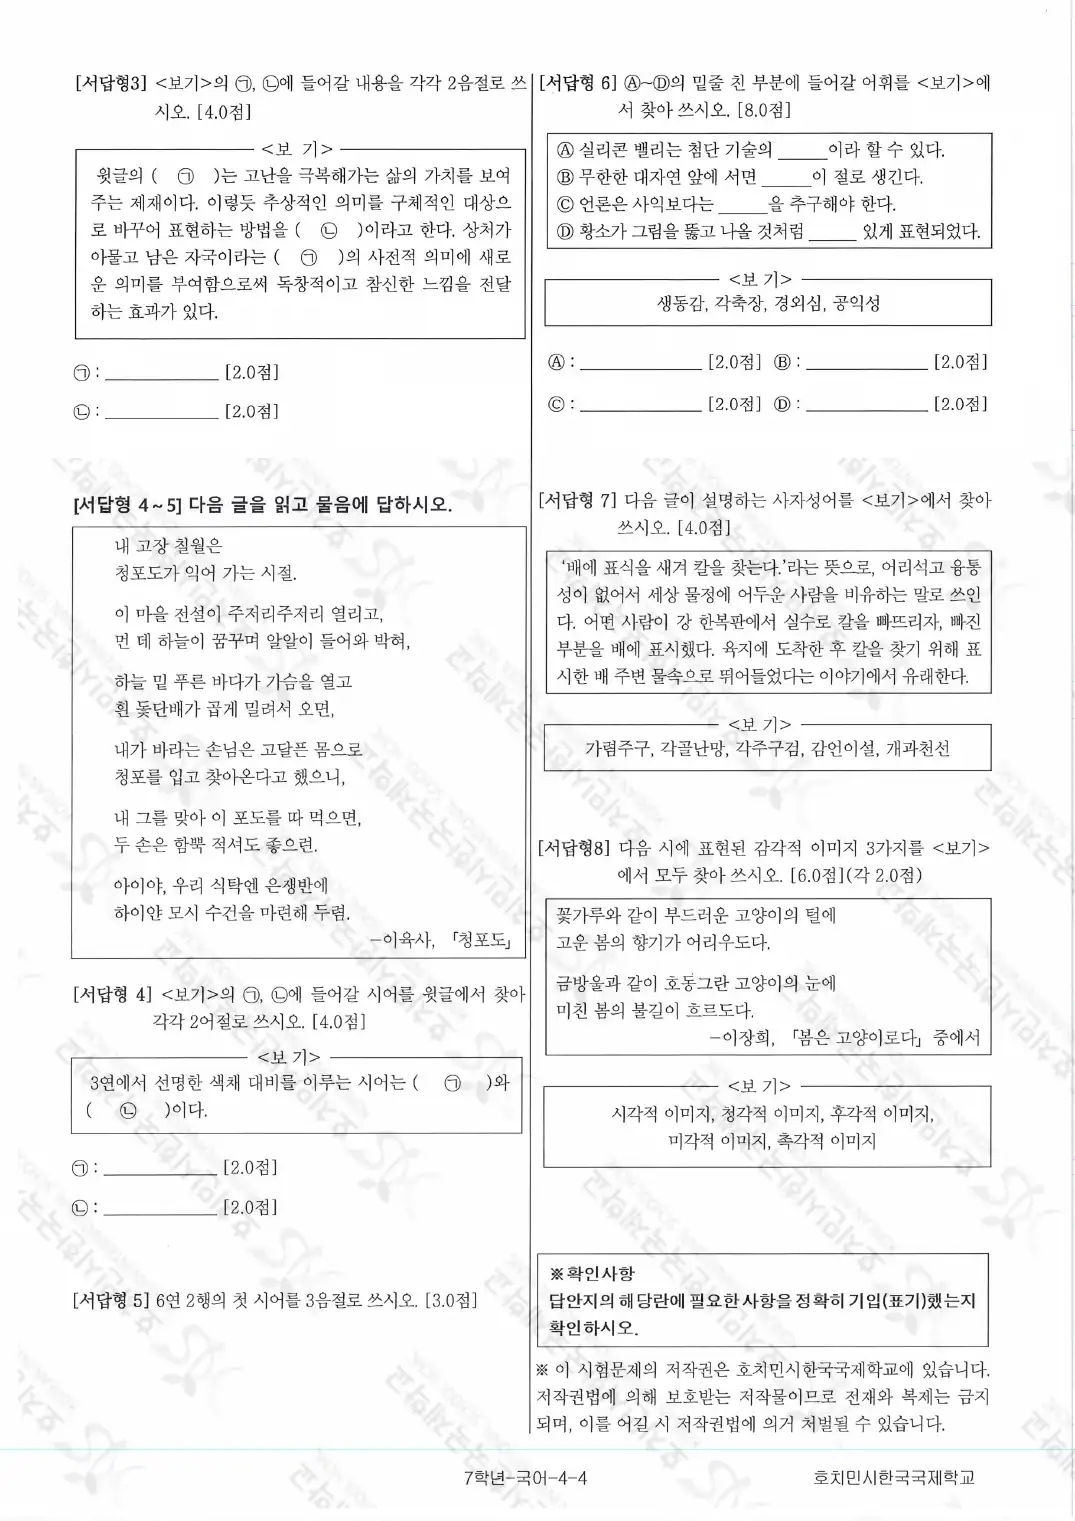 [서답형3] <보기>의 ㉠, ㉡에 들어갈 내용을 각각 2음절로 쓰
시오. [4.0점]
<보 기>
윗글의 ( ㉠ )는 고난을 극복해가는 삶의 가치를 보여
주는 제재이다. 이렇듯 추상적인 의미를 구체적인 대상으
로 바꾸어 표현하는 방법을 ( ㉡ )이라고 한다. 상처가
아물고 남은 자국이라는 ( ㉠ )의 사전적 의미에 새로
운 의미를 부여함으로써 독창적이고 참신한 느낌을 전달
하는 효과가 있다.
㉠ : ____________ [2.0점]
㉡ : ____________ [2.0점]
[서답형 4~5] 다음 글을 읽고 물음에 답하시오.
내 고장 칠월은
청포도가 익어 가는 시절.
이 마을 전설이 주저리주저리 열리고,
먼 데 하늘이 꿈꾸며 알알이 들어와 박혀,
하늘 밑 푸른 바다가 가슴을 열고
흰 돛단배가 곱게 밀려서 오면,
내가 바라는 손님은 고달픈 몸으로
청포를 입고 찾아온다고 했으니,
내 그를 맞아 이 포도를 따 먹으면,
두 손은 함뿍 적셔도 좋으련.
아이야, 우리 식탁엔 은쟁반에
하이얀 모시 수건을 마련해 두렴.
-이육사, 「청포도」
[서답형 4] <보기>의 ㉠, ㉡에 들어갈 시어를 윗글에서 찾아
각각 2어절로 쓰시오. [4.0점]
<보 기>
3연에서 선명한 색채 대비를 이루는 시어는 ( ㉠ )와
( ㉡ )이다.
㉠ : ____________ [2.0점]
㉡ : ____________ [2.0점]
[서답형 5] 6연 2행의 첫 시어를 3음절로 쓰시오. [3.0점]
[서답형 6] Ⓐ~Ⓓ의 밑줄 친 부분에 들어갈 어휘를 <보기>에
서 찾아 쓰시오. [8.0점]
Ⓐ 실리콘 밸리는 첨단 기술의 _____이라 할 수 있다.
Ⓑ 무한한 대자연 앞에 서면 _____이 절로 생긴다.
Ⓒ 언론은 사익보다는 _____을 추구해야 한다.
Ⓓ 황소가 그림을 뚫고 나올 것처럼 _____ 있게 표현되었다.
<보 기>
생동감, 각축장, 경외심, 공익성
Ⓐ : ____________ [2.0점] Ⓑ : ____________ [2.0점]
Ⓒ : ____________ [2.0점] Ⓓ : ____________ [2.0점]
[서답형 7] 다음 글이 설명하는 사자성어를 <보기>에서 찾아
쓰시오. [4.0점]
‘배에 표식을 새겨 칼을 찾는다.’라는 뜻으로, 어리석고 융통
성이 없어서 세상 물정에 어두운 사람을 비유하는 말로 쓰인
다. 어떤 사람이 강 한복판에서 실수로 칼을 빠뜨리자, 빠진
부분을 배에 표시했다. 육지에 도착한 후 칼을 찾기 위해 표
시한 배 주변 물속으로 뛰어들었다는 이야기에서 유래한다.
<보 기>
가렴주구, 각골난망, 각주구검, 감언이설, 개과천선
[서답형8] 다음 시에 표현된 감각적 이미지 3가지를 <보기>
에서 모두 찾아 쓰시오. [6.0점](각 2.0점)
꽃가루와 같이 부드러운 고양이의 털에
고운 봄의 향기가 어리우도다.
금방울과 같이 호동그란 고양이의 눈에
미친 봄의 불길이 흐르도다.
-이장희, 「봄은 고양이로다」 중에서
<보 기>
시각적 이미지, 청각적 이미지, 후각적 이미지,
미각적 이미지, 촉각적 이미지
※확인사항
답안지의 해당란에 필요한 사항을 정확히 기입(표기)했는지
확인하시오.
※ 이 시험문제의 저작권은 호치민시한국국제학교에 있습니다.
저작권법에 의해 보호받는 저작물이므로 전재와 복제는 금지
되며, 이를 어길 시 저작권법에 의거 처벌될 수 있습니다.
7학년-국어-4-4
호치민시한국국제학교